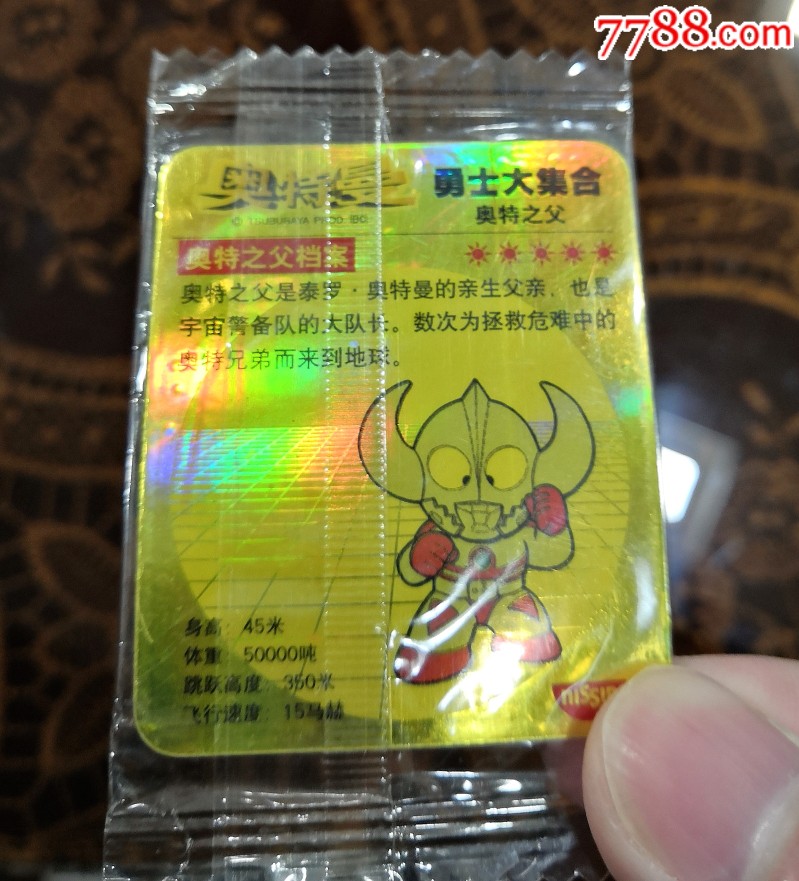 7788.com
奥特曼
© TSUBURAYA PROD. IBCL
勇士大集合
奥特之父
奥特之父档案
奥特之父是泰罗·奥特曼的亲生父亲，也是
宇宙警备队的大队长。数次为拯救危难中的
奥特兄弟而来到地球。
身高：45米
体重：50000吨
跳跃高度：350米
飞行速度：15马赫